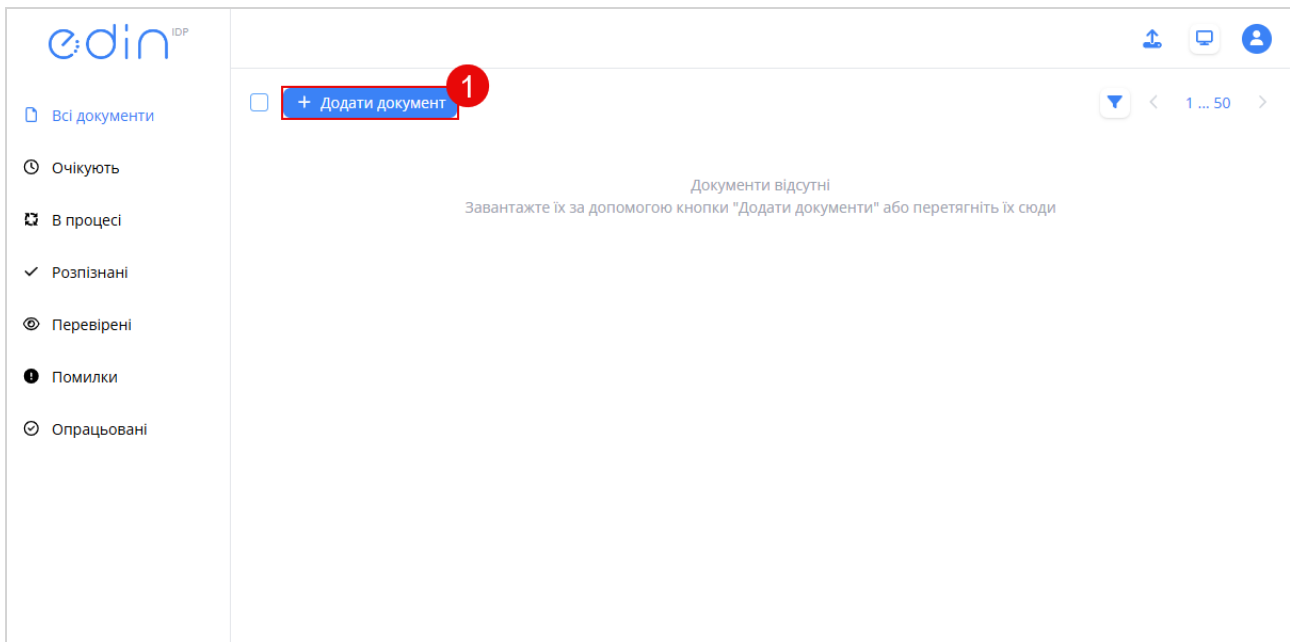 edin IDP
Всі документи
Очікують
В процесі
Розпізнані
Перевірені
Помилки
Опрацьовані
+ Додати документ
1
1 ... 50
Документи відсутні
Завантажте їх за допомогою кнопки "Додати документи" або перетягніть їх сюди